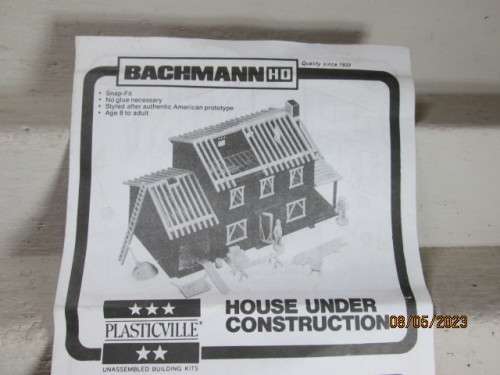 BACHMANN HO
Quality since 1833
• Snap-Fit
• No glue necessary
• Styled after authentic American prototype
• Age 8 to adult
PLASTICVILLE®
UNASSEMBLED BUILDING KITS
HOUSE UNDER
CONSTRUCTION
08/05/2023